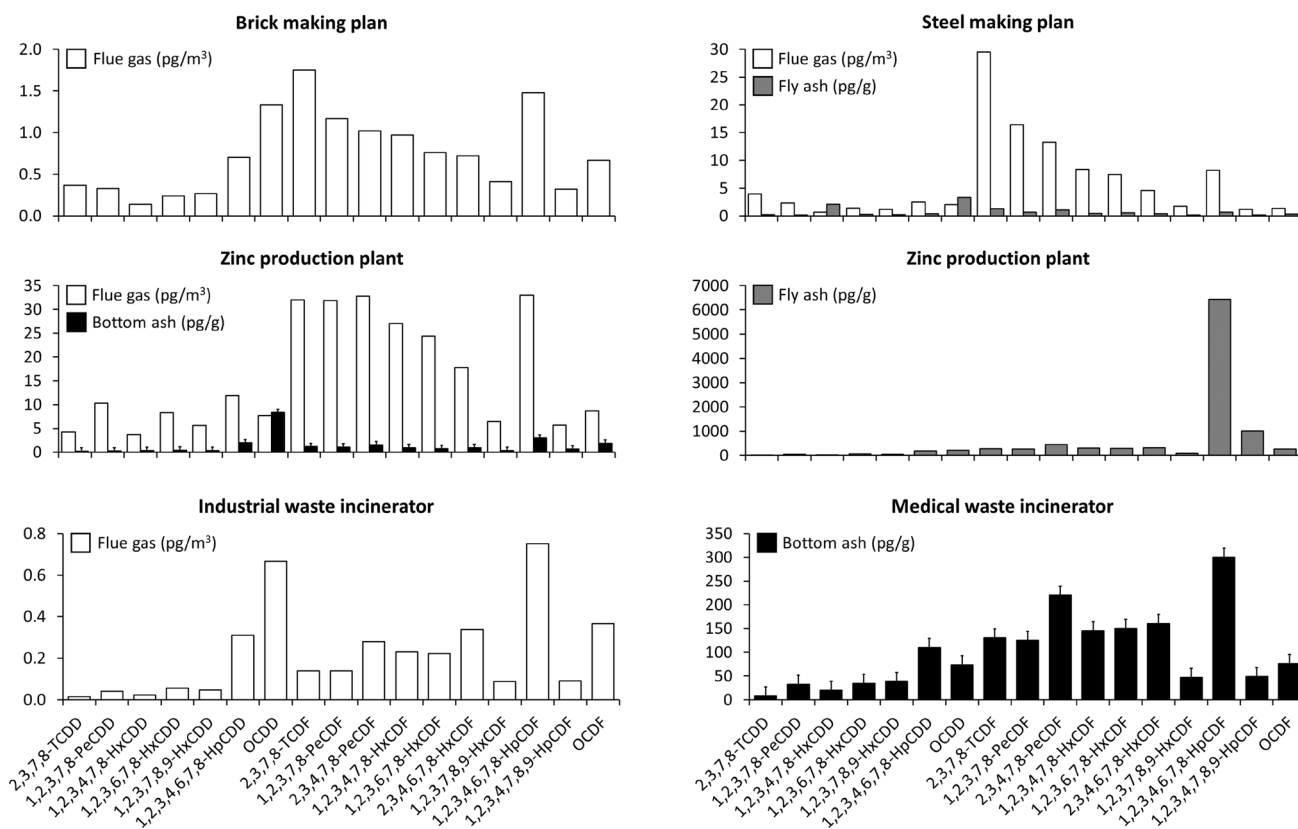 Brick making plan
2.0
1.5
1.0
0.5
0.0
Flue gas (pg/m³)
Steel making plan
30
25
20
15
10
5
0
Flue gas (pg/m³)
Fly ash (pg/g)
Zinc production plant
35
30
25
20
15
10
5
0
Flue gas (pg/m³)
Bottom ash (pg/g)
Zinc production plant
7000
6000
5000
4000
3000
2000
1000
0
Fly ash (pg/g)
Industrial waste incinerator
0.8
0.6
0.4
0.2
0.0
Flue gas (pg/m³)
2,3,7,8-TCDD
1,2,3,7,8-PeCDD
1,2,3,4,7,8-HxCDD
1,2,3,6,7,8-HxCDD
1,2,3,7,8,9-HxCDD
1,2,3,4,6,7,8-HpCDD
OCDD
2,3,7,8-TCDF
1,2,3,7,8-PeCDF
2,3,4,7,8-PeCDF
1,2,3,4,7,8-HxCDF
1,2,3,6,7,8-HxCDF
2,3,4,6,7,8-HxCDF
1,2,3,7,8,9-HxCDF
1,2,3,4,6,7,8-HpCDF
1,2,3,4,7,8,9-HpCDF
OCDF
Medical waste incinerator
350
300
250
200
150
100
50
0
Bottom ash (pg/g)
2,3,7,8-TCDD
1,2,3,7,8-PeCDD
1,2,3,4,7,8-HxCDD
1,2,3,6,7,8-HxCDD
1,2,3,7,8,9-HxCDD
1,2,3,4,6,7,8-HpCDD
OCDD
2,3,7,8-TCDF
1,2,3,7,8-PeCDF
2,3,4,7,8-PeCDF
1,2,3,4,7,8-HxCDF
1,2,3,6,7,8-HxCDF
2,3,4,6,7,8-HxCDF
1,2,3,7,8,9-HxCDF
1,2,3,4,6,7,8-HpCDF
1,2,3,4,7,8,9-HpCDF
OCDF